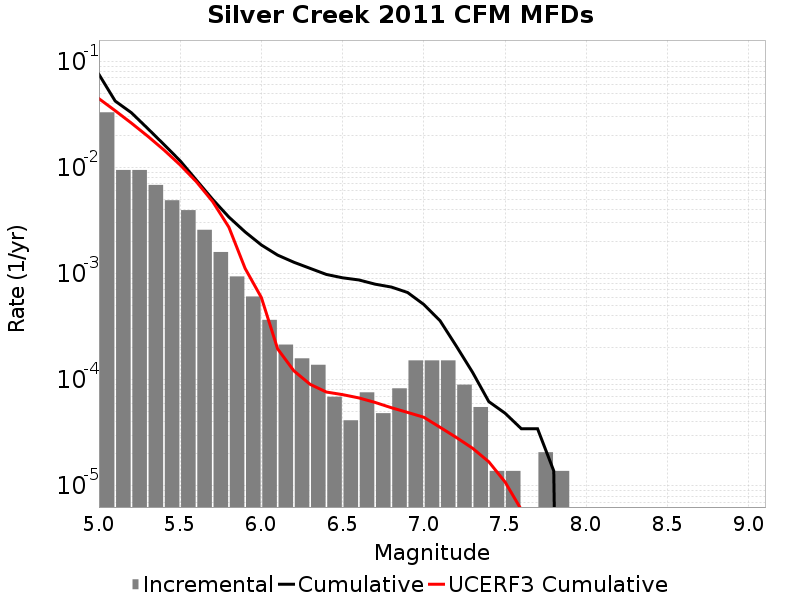 Silver Creek 2011 CFM MFDs
Rate (1/yr)
10-1
10-2
10-3
10-4
10-5
5.0 5.5 6.0 6.5 7.0 7.5 8.0 8.5 9.0
Magnitude
Incremental Cumulative UCERF3 Cumulative